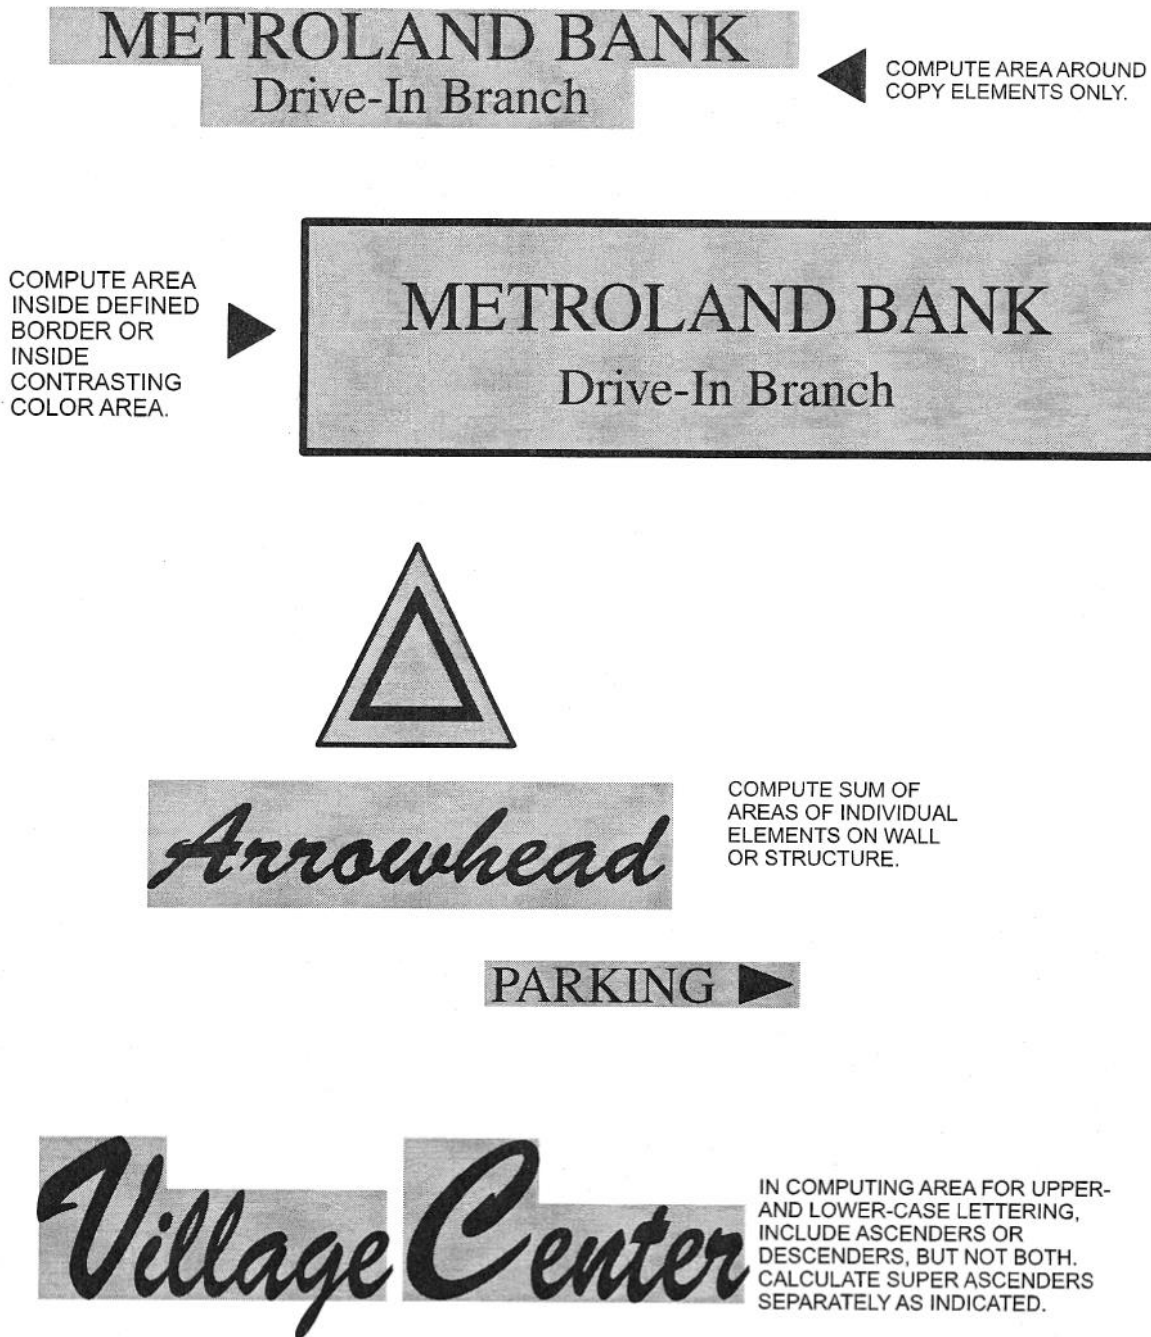 METROLAND BANK
Drive-In Branch
COMPUTE AREA AROUND
COPY ELEMENTS ONLY.
COMPUTE AREA
INSIDE DEFINED
BORDER OR
INSIDE
CONTRASTING
COLOR AREA.
METROLAND BANK
Drive-In Branch
Arrowhead
COMPUTE SUM OF
AREAS OF INDIVIDUAL
ELEMENTS ON WALL
OR STRUCTURE.
PARKING
Village Center
IN COMPUTING AREA FOR UPPER-
AND LOWER-CASE LETTERING,
INCLUDE ASCENDERS OR
DESCENDERS, BUT NOT BOTH.
CALCULATE SUPER ASCENDERS
SEPARATELY AS INDICATED.